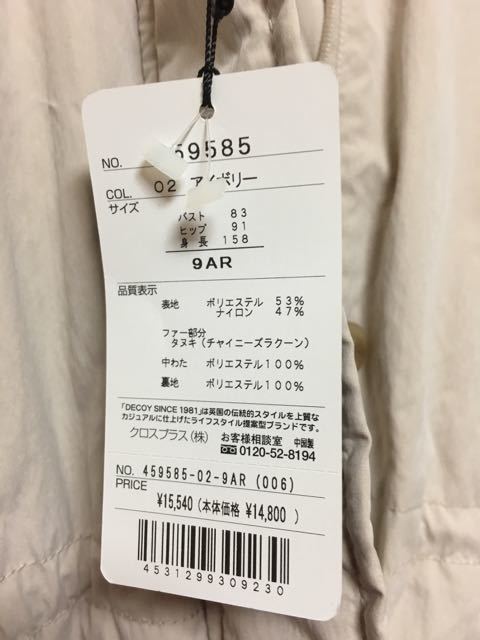 NO. 59585
COL. 02 アイボリー
サイズ
バスト 83
ヒップ 91
身長 158
9AR
品質表示
表地 ポリエステル 53%
ナイロン 47%
ファー部分
タヌキ(チャイニーズラクーン)
中わた ポリエステル100%
裏地 ポリエステル100%
「DECOY SINCE 1981」は英国の伝統的スタイルを上質な
カジュアルに仕上げたライフスタイル提案型ブランドです。
クロスプラス(株) お客様相談室 中国製
0120-52-8194
NO. 459585-02-9AR (006)
PRICE
¥15,540 (本体価格 ¥14,800 )
4531299309230